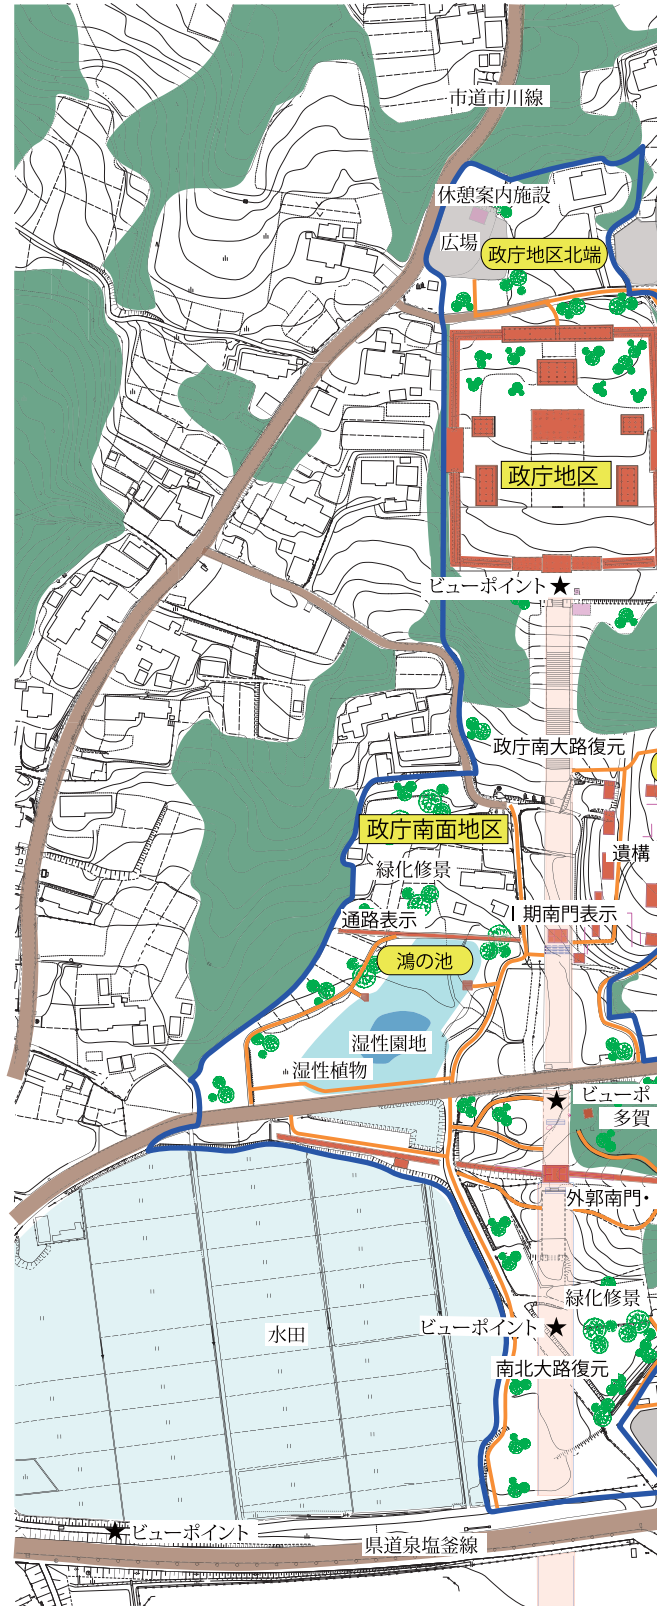 市道市川線
休憩案内施設
広場
政庁地区北端
政庁地区
ビューポイント★
政庁南大路復元
政庁南面地区
遺構
緑化修景
通路表示
Ⅰ期南門表示
鴻の池
湿性園地
湿性植物
ビューポ
多賀
外郭南門・
緑化修景
ビューポイント★
水田
南北大路復元
★ビューポイント
県道泉塩釜線